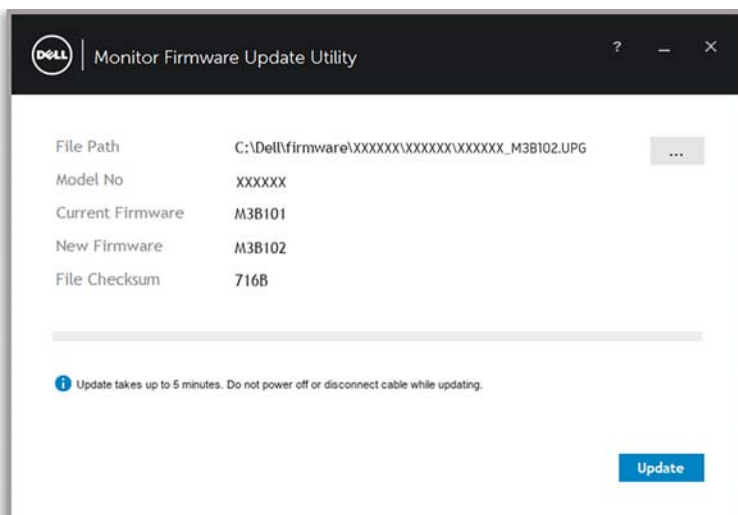 DELL Monitor Firmware Update Utility ? _ X
File Path C:\Dell\firmware\XXXXXX\XXXXXX\XXXXXX_M3B102.UPG ...
Model No XXXXXX
Current Firmware M3B101
New Firmware M3B102
File Checksum 716B
i Update takes up to 5 minutes. Do not power off or disconnect cable while updating.
Update